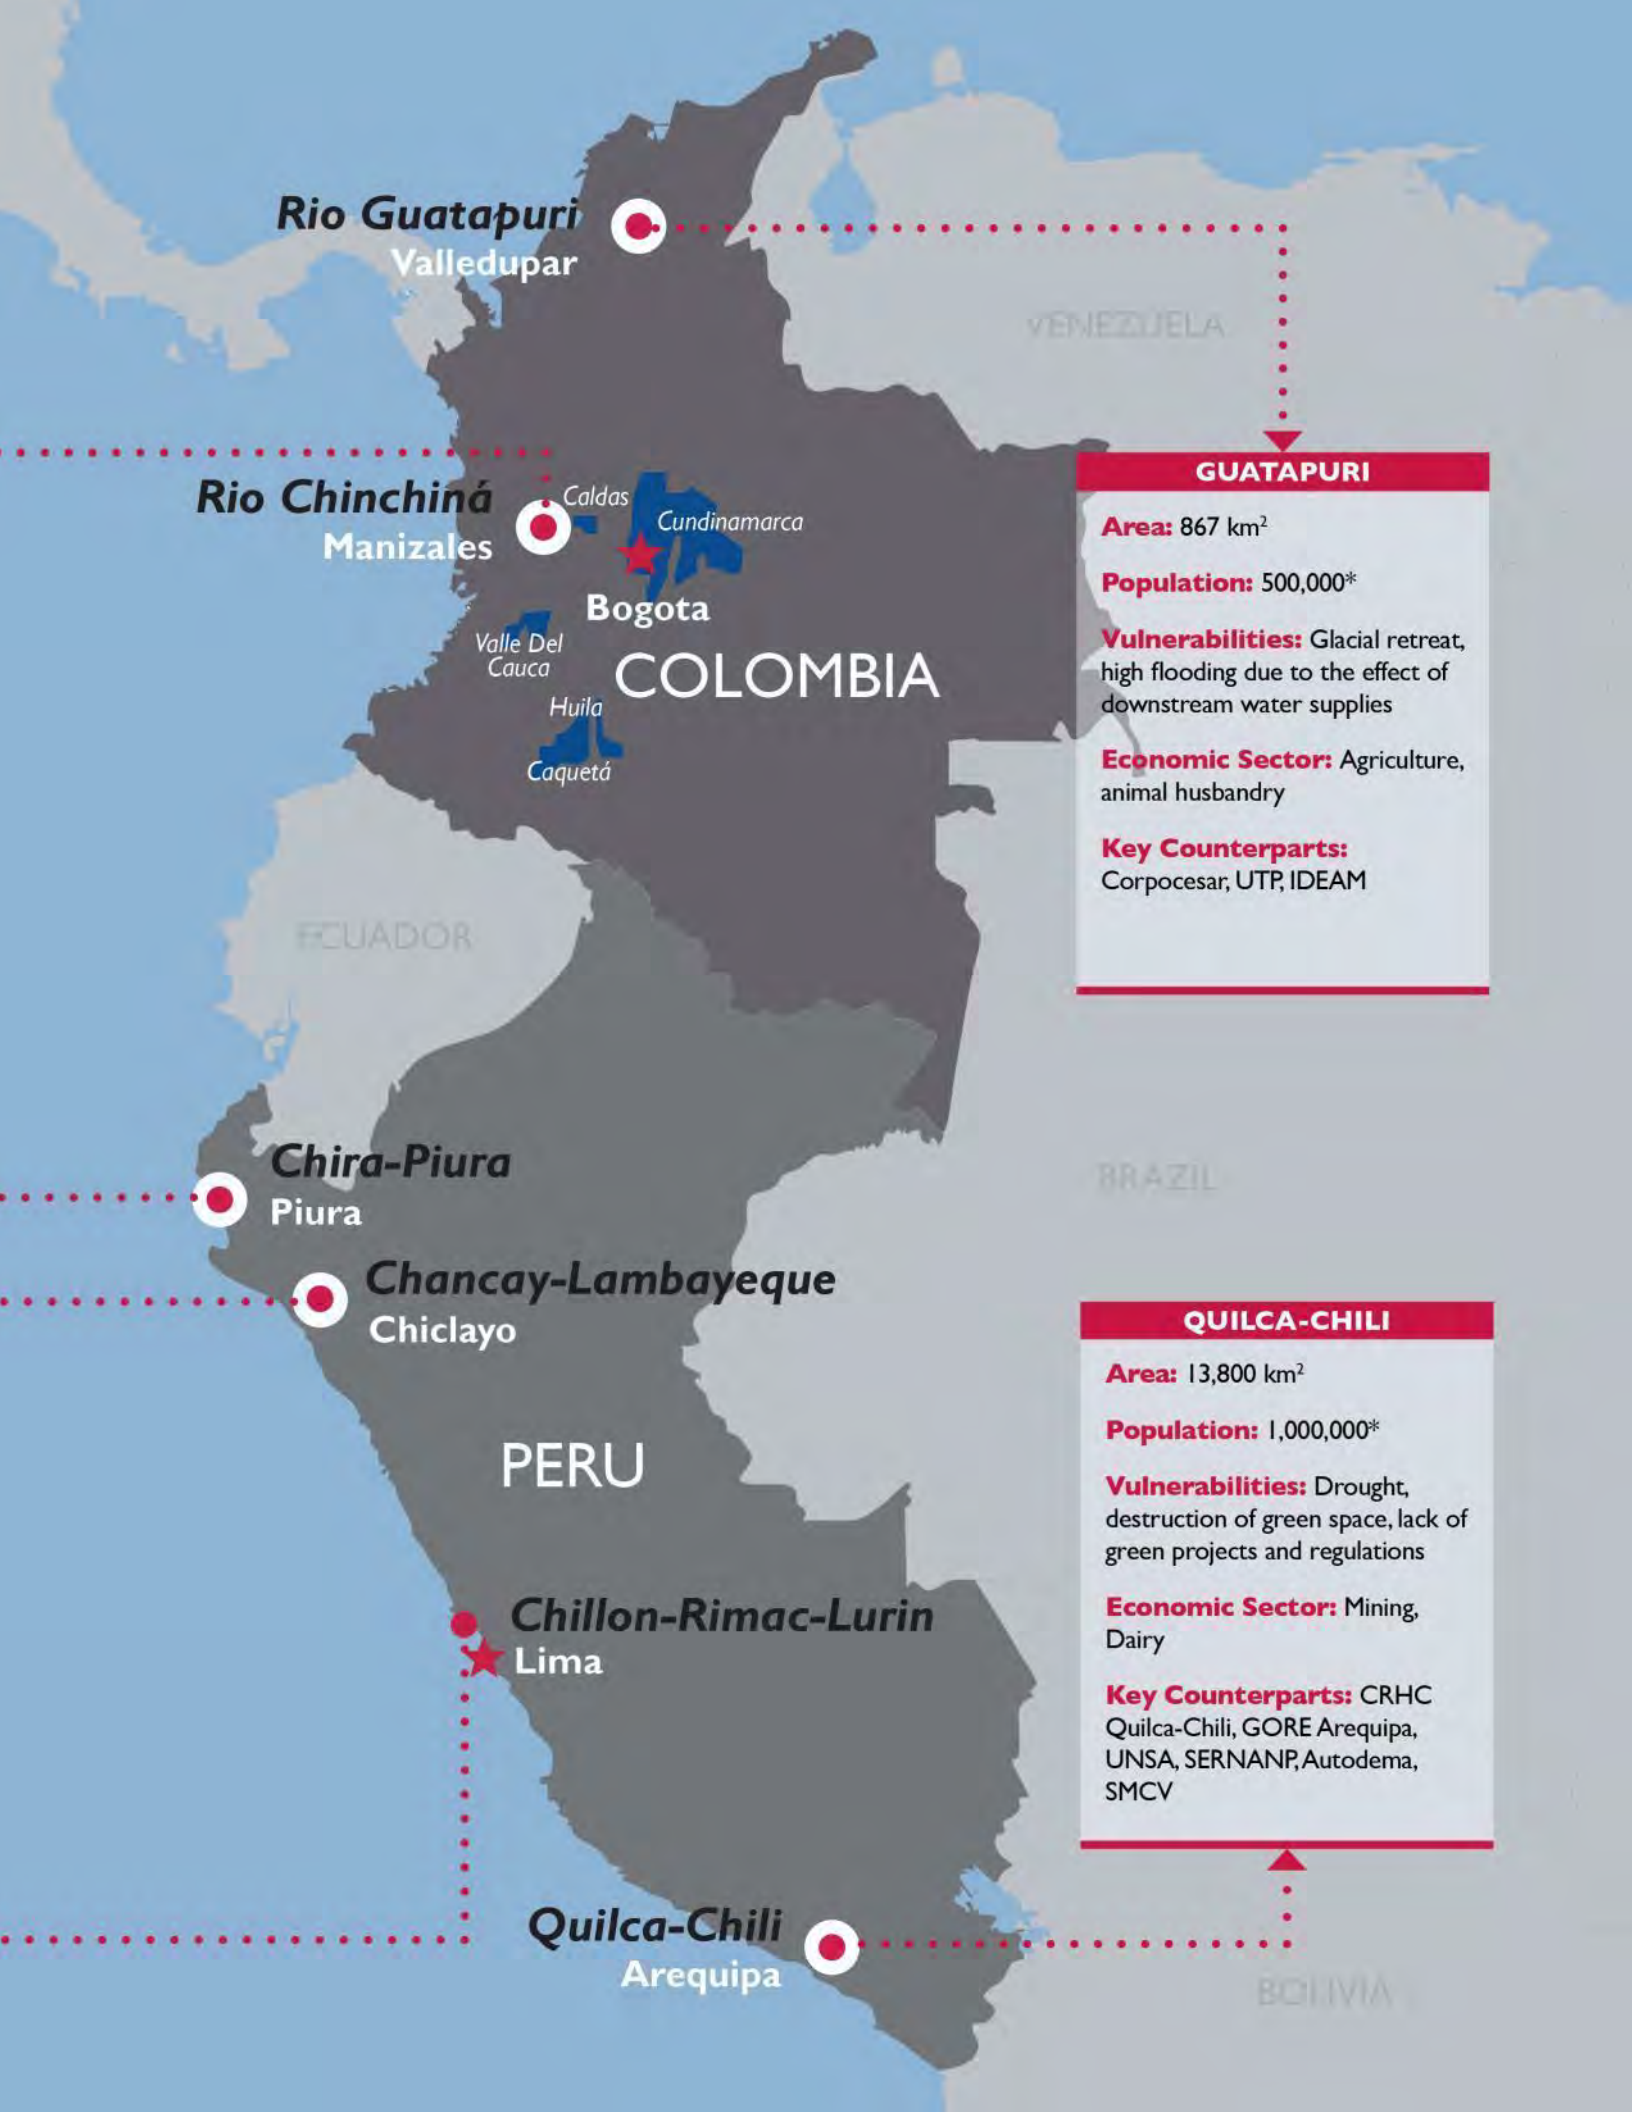 Rio Guatapuri
Valledupar
VENEZUELA
Rio Chinchiná
Manizales
Caldas
Cundinamarca
Bogota
Valle Del
Cauca
COLOMBIA
Huila
Caquetá
GUATAPURI
Area: 867 km²
Population: 500,000*
Vulnerabilities: Glacial retreat,
high flooding due to the effect of
downstream water supplies
Economic Sector: Agriculture,
animal husbandry
Key Counterparts:
Corpocesar, UTP, IDEAM
ECUADOR
Chira-Piura
Piura
BRAZIL
Chancay-Lambayeque
Chiclayo
PERU
QUILCA-CHILI
Area: 13,800 km²
Population: 1,000,000*
Vulnerabilities: Drought,
destruction of green space, lack of
green projects and regulations
Economic Sector: Mining,
Dairy
Key Counterparts: CRHC
Quilca-Chili, GORE Arequipa,
UNSA, SERNANP, Autodema,
SMCV
Chillon-Rimac-Lurin
Lima
Quilca-Chili
Arequipa
BOLIVIA